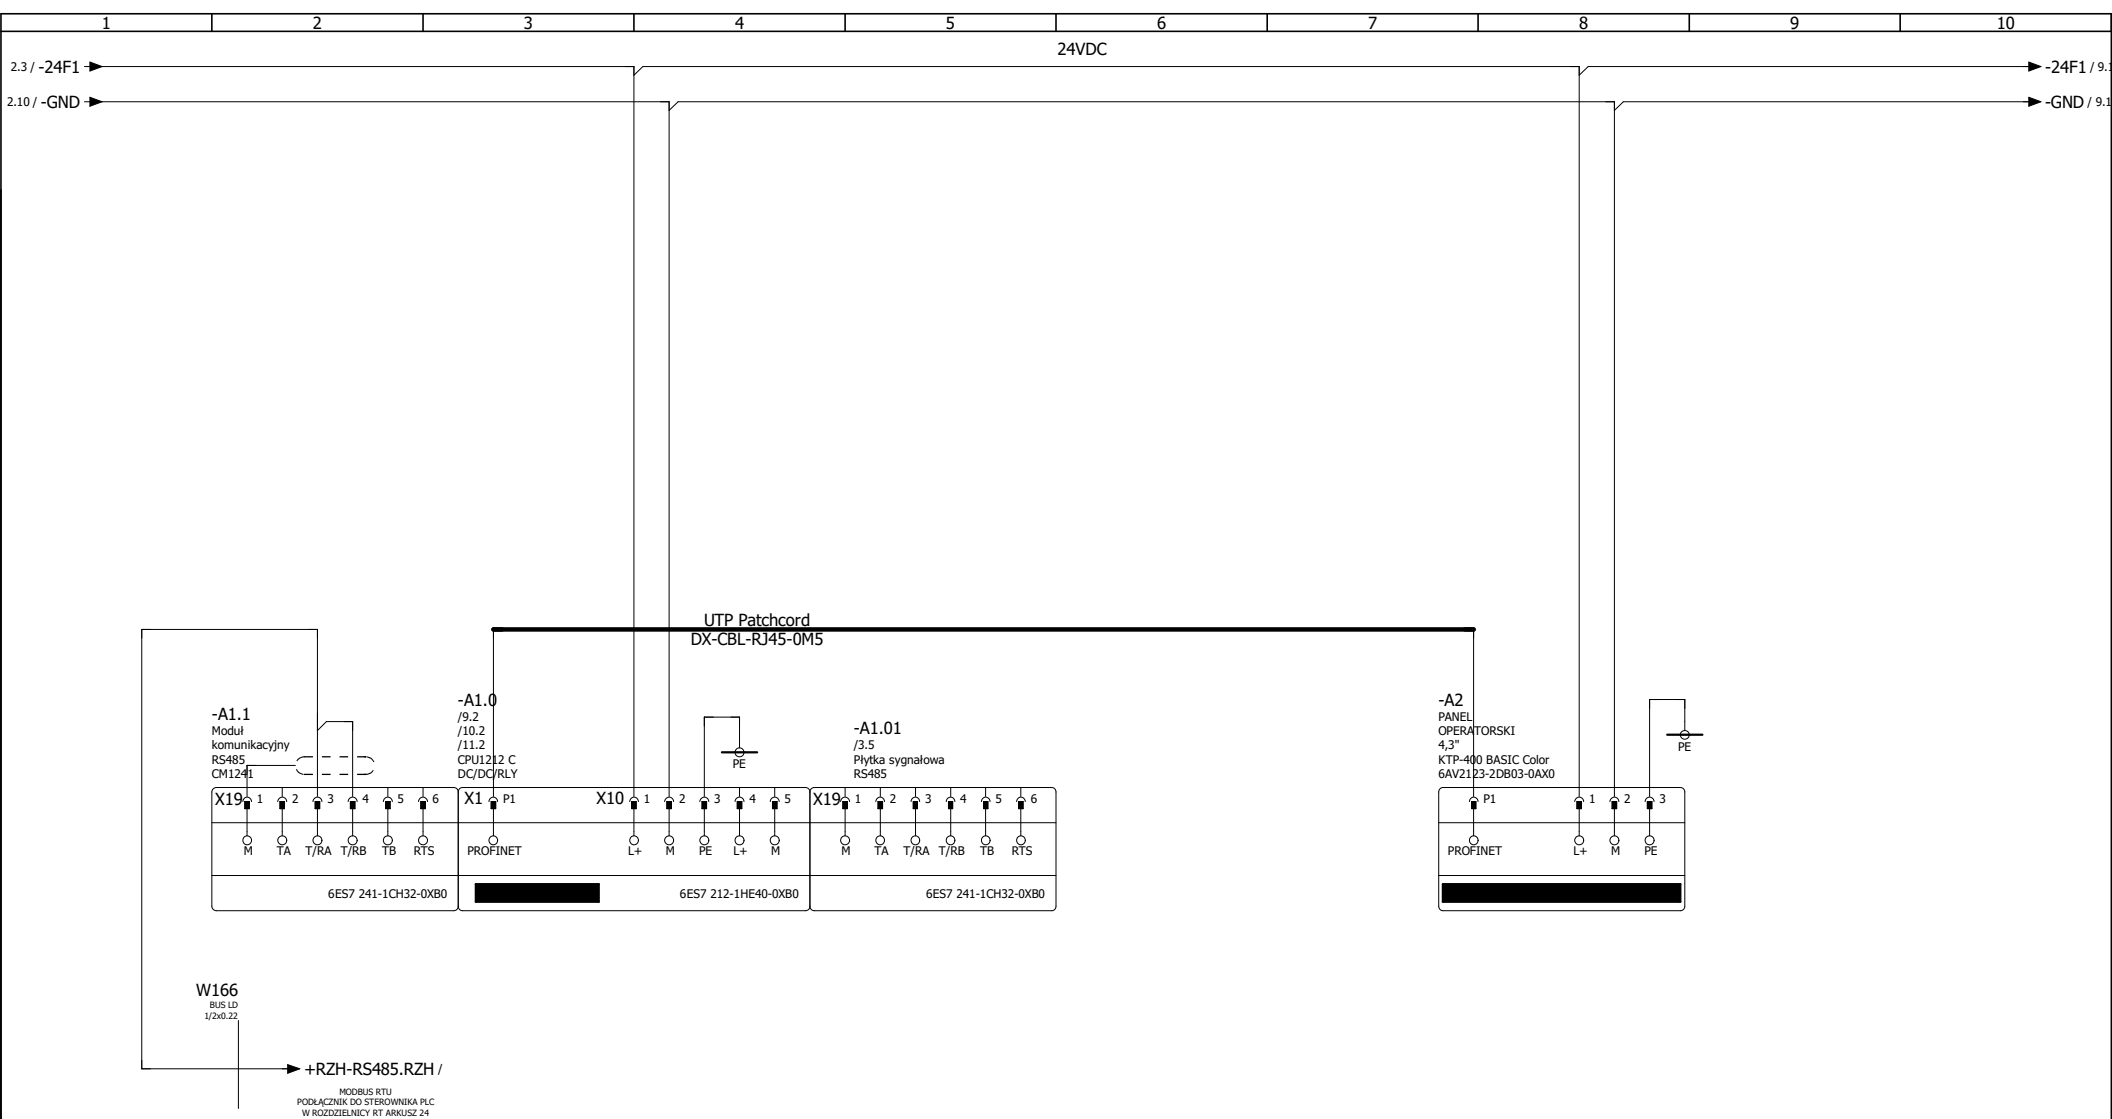 1 2 3 4 5 6 7 8 9 10
24VDC
2.3 / -24F1
-24F1 / 9.1
2.10 / -GND
-GND / 9.1
UTP Patchcord
DX-CBL-RJ45-0M5
-A1.1
Moduł
komunikacyjny
RS485
CM1241
-A1.0
/9.2
/10.2
/11.2
CPU1212 C
DC/DC/RLY
PE
-A1.01
/3.5
Płytka sygnałowa
RS485
-A2
PANEL
OPERATORSKI
4,3"
KTP-400 BASIC Color
6AV2123-2DB03-0AX0
PE
X19 1 2 3 4 5 6
M TA T/RA T/RB TB RTS
6ES7 241-1CH32-0XB0
X1 P1 X10 1 2 3 4 5
PROFINET L+ M PE L+ M
6ES7 212-1HE40-0XB0
X19 1 2 3 4 5 6
M TA T/RA T/RB TB RTS
6ES7 241-1CH32-0XB0
P1 1 2 3
PROFINET L+ M PE
W166
BUS LD
1/2x0.22
+RZH-RS485.RZH /
MODBUS RTU
PODŁĄCZNIK DO STEROWNIKA PLC
W ROZDZIELNICY RT ARKUSZ 24